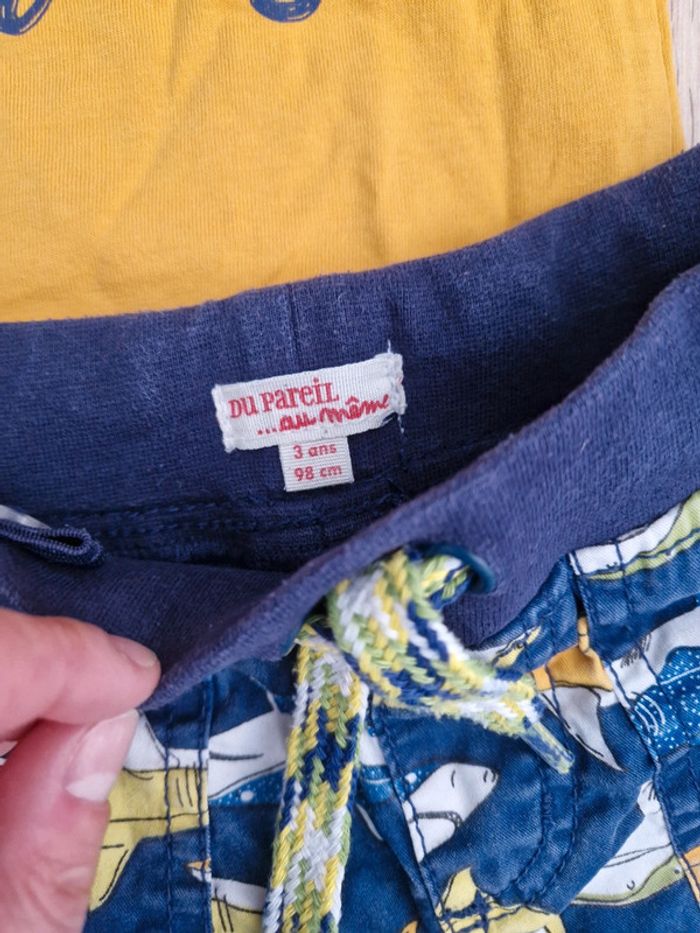 DU PAREIL
...au même
3 ans
98 cm